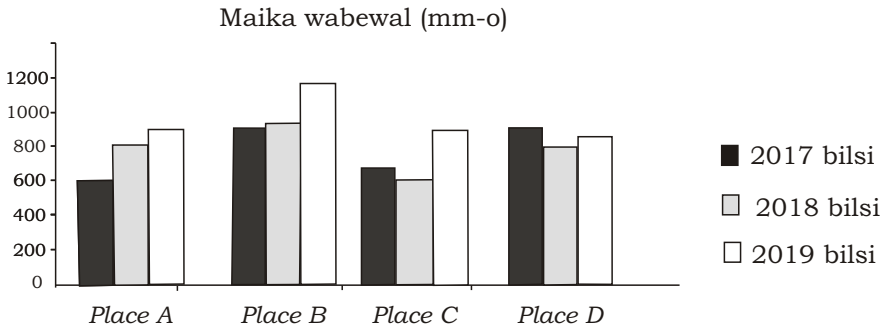 Maika wabewal (mm-o)
1200
1000
800
600
400
200
0
Place A Place B Place C Place D
2017 bilsi
2018 bilsi
2019 bilsi